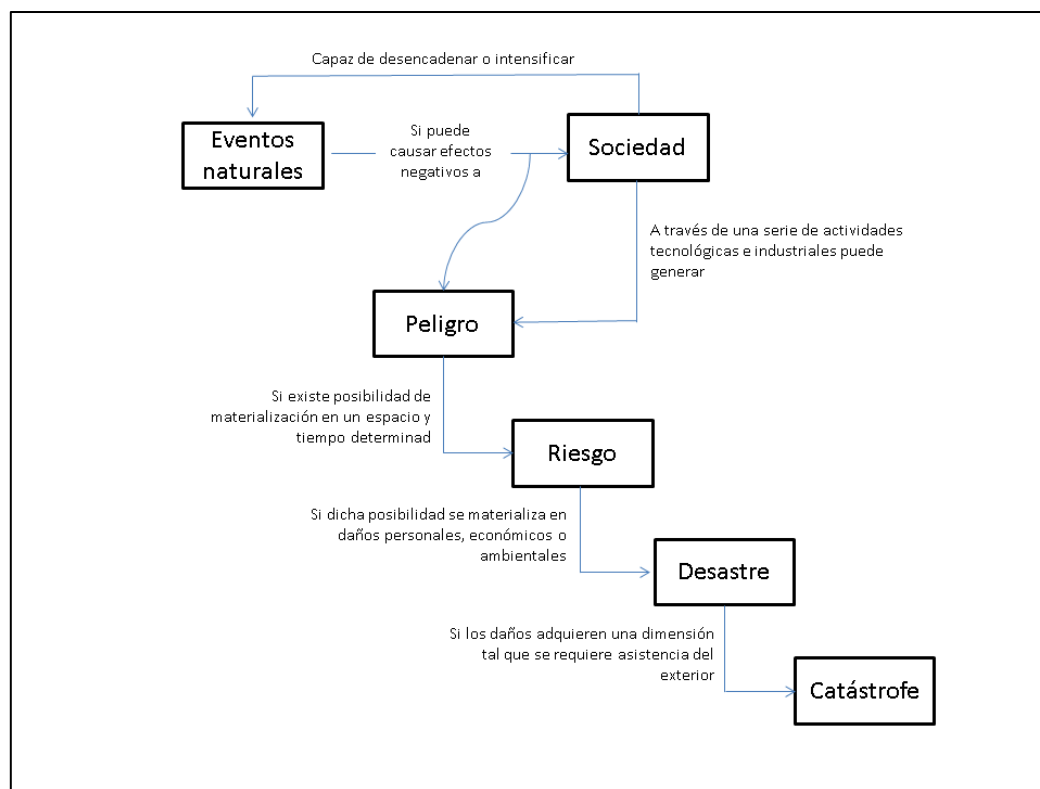 Capaz de desencadenar o intensificar
Eventos
naturales
Si puede
causar efectos
negativos a
Sociedad
A través de una serie de actividades
tecnológicas e industriales puede
generar
Peligro
Si existe posibilidad de
materialización en un espacio y
tiempo determinad
Riesgo
Si dicha posibilidad se materializa en
daños personales, económicos o
ambientales
Desastre
Si los daños adquieren una dimensión
tal que se requiere asistencia del
exterior
Catástrofe